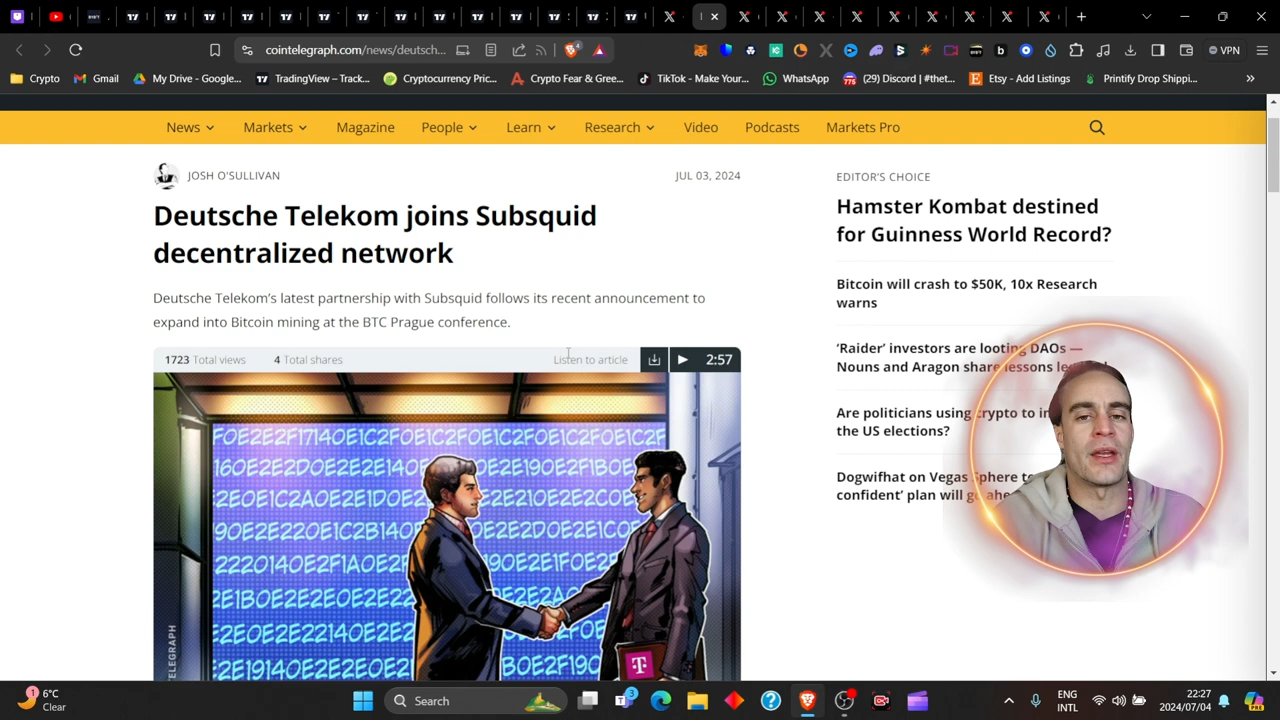 cointelegraph.com/news/deutsch...
VPN
Crypto
Gmail
My Drive - Google...
TradingView – Track...
Cryptocurrency Pric...
Crypto Fear & Gree...
TikTok - Make Your...
WhatsApp
(29) Discord | #thet...
Etsy - Add Listings
Printify Drop Shippi...
News
Markets
Magazine
People
Learn
Research
Video
Podcasts
Markets Pro
JOSH O'SULLIVAN
JUL 03, 2024
Deutsche Telekom joins Subsquid
decentralized network
Deutsche Telekom's latest partnership with Subsquid follows its recent announcement to
expand into Bitcoin mining at the BTC Prague conference.
1723 Total views
4 Total shares
Listen to article
2:57
EDITOR'S CHOICE
Hamster Kombat destined
for Guinness World Record?
Bitcoin will crash to $50K, 10x Research
warns
'Raider' investors are looting DAOs —
Nouns and Aragon share lessons
Are politicians using crypto to
the US elections?
Dogwifhat on Vegas Sphere
confident' plan will
T
6°C
Clear
Search
ENG
INTL
22:27
2024/07/04